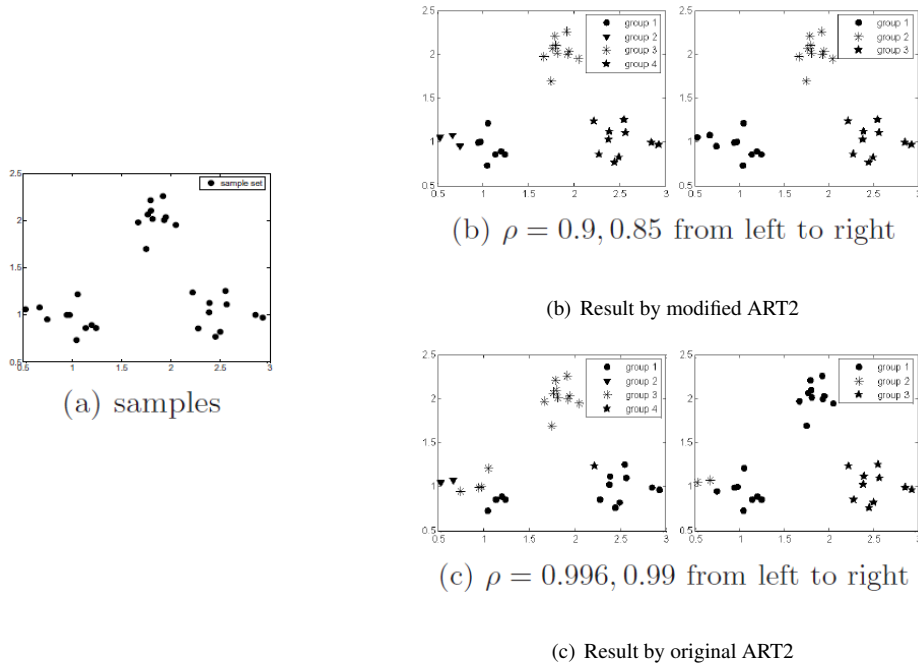 2.5
2
1.5
1
0.5
0.5 1 1.5 2 2.5 3
sample set
(a) samples
2.5
2
1.5
1
0.5
0.5 1 1.5 2 2.5 3
group 1
group 2
group 3
group 4
2.5
2
1.5
1
0.5
0.5 1 1.5 2 2.5 3
group 1
group 2
group 3
(b) ρ = 0.9, 0.85 from left to right
(b) Result by modified ART2
2.5
2
1.5
1
0.5
0.5 1 1.5 2 2.5 3
group 1
group 2
group 3
group 4
2.5
2
1.5
1
0.5
0.5 1 1.5 2 2.5 3
group 1
group 2
group 3
(c) ρ = 0.996, 0.99 from left to right
(c) Result by original ART2